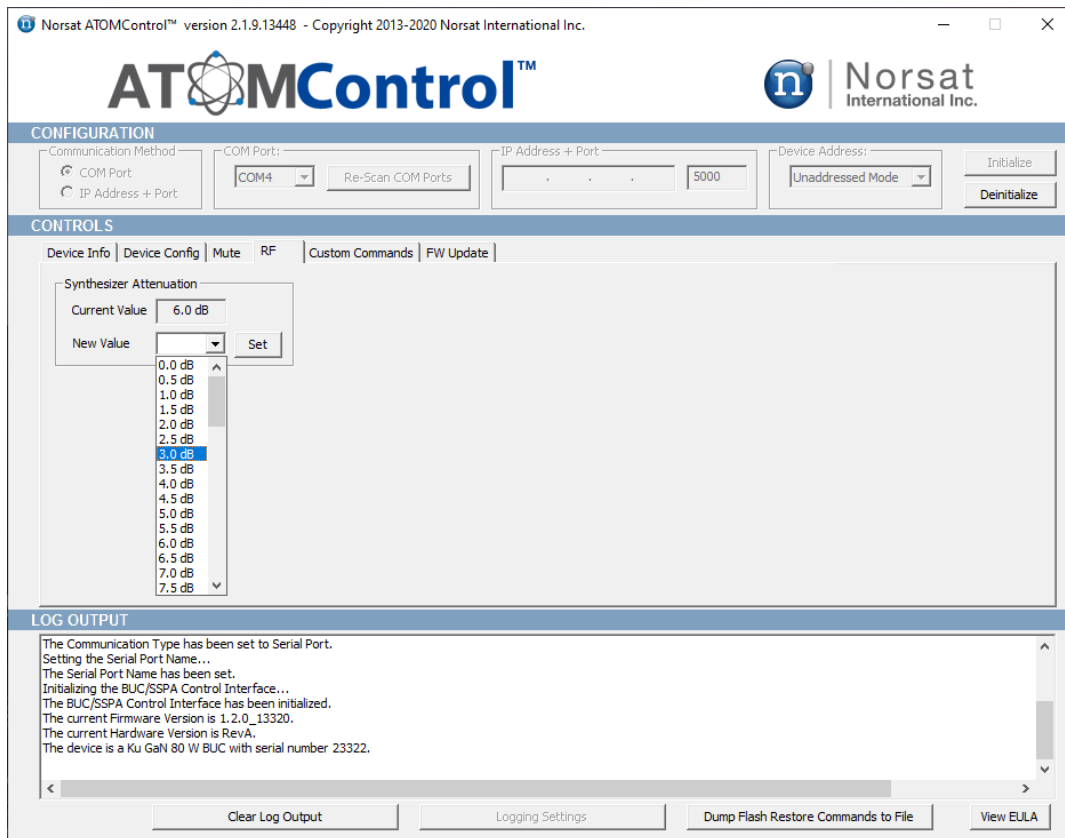 Norsat ATOMControl™ version 2.1.9.13448 - Copyright 2013-2020 Norsat International Inc.
ATOMControl™
n Norsat International Inc.
CONFIGURATION
Communication Method
COM Port
IP Address + Port
COM Port:
COM4
Re-Scan COM Ports
IP Address + Port
. . .
5000
Device Address:
Unaddressed Mode
Initialize
Deinitialize
CONTROLS
Device Info
Device Config
Mute
RF
Custom Commands
FW Update
Synthesizer Attenuation
Current Value
6.0 dB
New Value
Set
0.0 dB
0.5 dB
1.0 dB
1.5 dB
2.0 dB
2.5 dB
3.0 dB
3.5 dB
4.0 dB
4.5 dB
5.0 dB
5.5 dB
6.0 dB
6.5 dB
7.0 dB
7.5 dB
LOG OUTPUT
The Communication Type has been set to Serial Port.
Setting the Serial Port Name...
The Serial Port Name has been set.
Initializing the BUC/SSPA Control Interface...
The BUC/SSPA Control Interface has been initialized.
The current Firmware Version is 1.2.0_13320.
The current Hardware Version is RevA.
The device is a Ku GaN 80 W BUC with serial number 23322.
Clear Log Output
Logging Settings
Dump Flash Restore Commands to File
View EULA